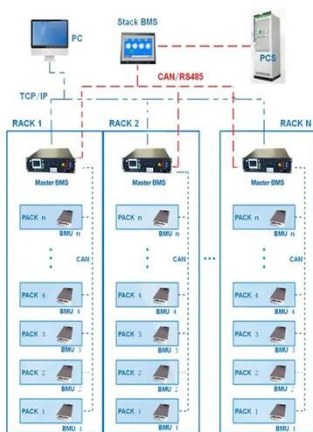 PC
Stack BMS
PCS
CAN/RS485
TCP/IP
RACK 1
RACK 2
RACK N
Master BMS
Master BMS
Master BMS
PACK n
BMU n
PACK n
BMU n
PACK n
BMU n
CAN
CAN
...
CAN
PACK 4
BMU 4
PACK 4
BMU 4
PACK 4
BMU 4
PACK 3
BMU 3
PACK 3
BMU 3
PACK 3
BMU 3
PACK 2
BMU 2
PACK 2
BMU 2
PACK 2
BMU 2
PACK 1
BMU 1
PACK 1
BMU 1
PACK 1
BMU 1